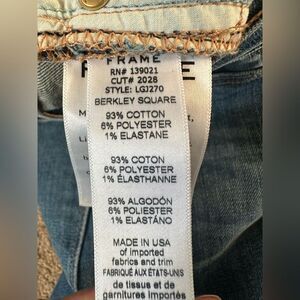 FRAME
RN# 139021
CUT# 2028
STYLE: LGJ270
BERKLEY SQUARE
93% COTTON
6% POLYESTER
1% ELASTANE
93% COTON
6% POLYESTER
1% ÉLASTHANNE
93% ALGODÓN
6% POLIESTER
1% ELASTANO
MADE IN USA
of imported
fabrics and trim
FABRIQUÉ AUX ÉTATS-UNIS
de tissus et de
garnitures importés